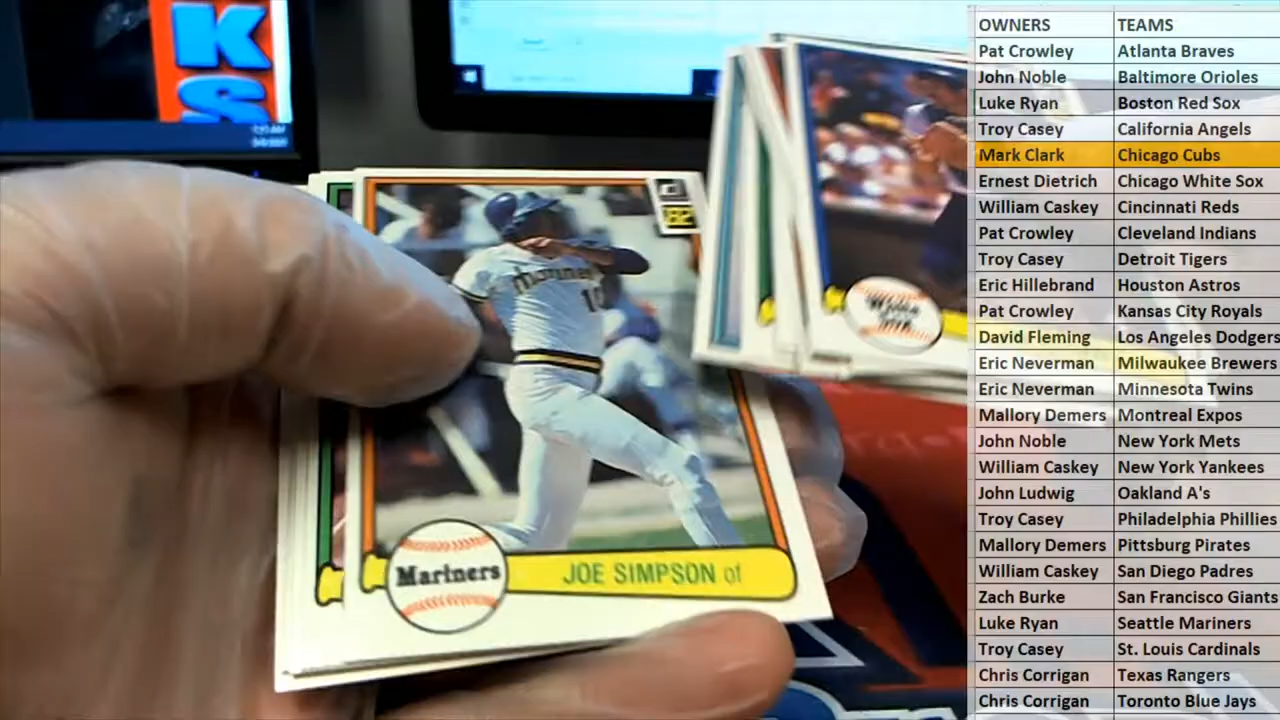 KS
82
mariners
10
White Sox
Mariners
JOE SIMPSON of
OWNERS TEAMS
Pat Crowley Atlanta Braves
John Noble Baltimore Orioles
Luke Ryan Boston Red Sox
Troy Casey California Angels
Mark Clark Chicago Cubs
Ernest Dietrich Chicago White Sox
William Caskey Cincinnati Reds
Pat Crowley Cleveland Indians
Troy Casey Detroit Tigers
Eric Hillebrand Houston Astros
Pat Crowley Kansas City Royals
David Fleming Los Angeles Dodgers
Eric Neverman Milwaukee Brewers
Eric Neverman Minnesota Twins
Mallory Demers Montreal Expos
John Noble New York Mets
William Caskey New York Yankees
John Ludwig Oakland A's
Troy Casey Philadelphia Phillies
Mallory Demers Pittsburg Pirates
William Caskey San Diego Padres
Zach Burke San Francisco Giants
Luke Ryan Seattle Mariners
Troy Casey St. Louis Cardinals
Chris Corrigan Texas Rangers
Chris Corrigan Toronto Blue Jays